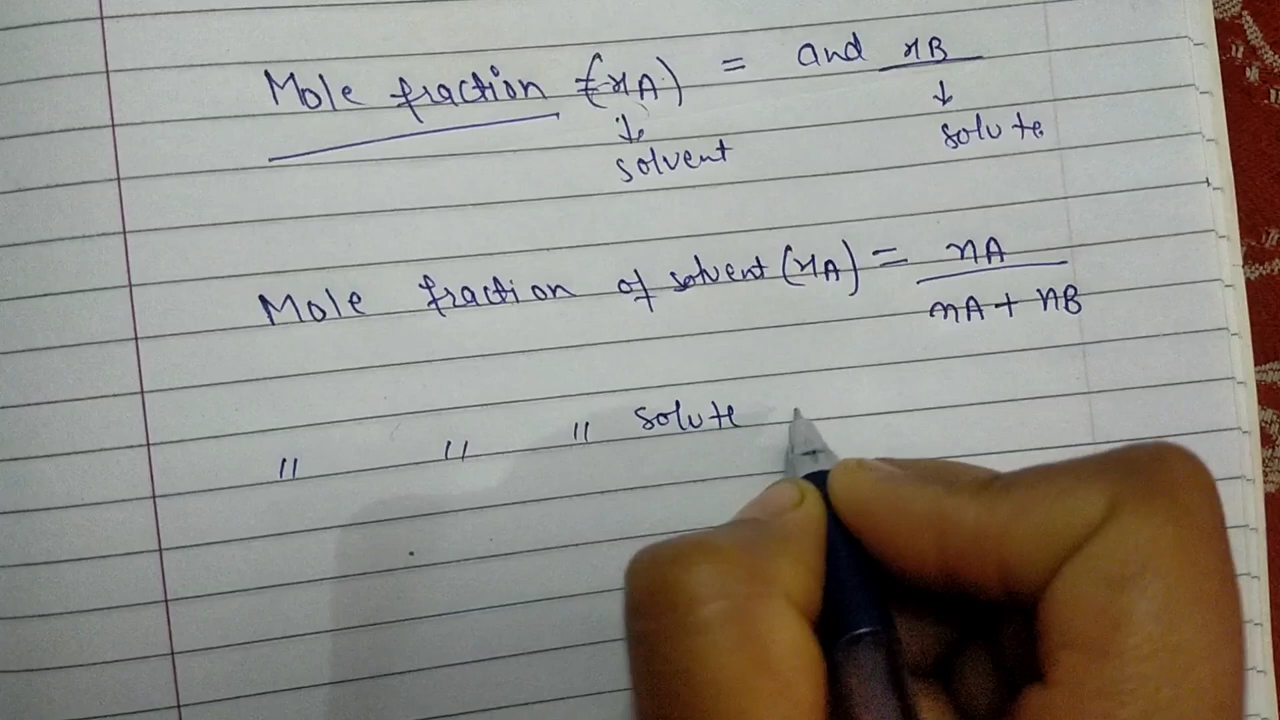 Mole fraction (xA) = and xB
↓ ↓
solvent solute
Mole fraction of solvent (xA) = nA
nA + nB
" " " solute